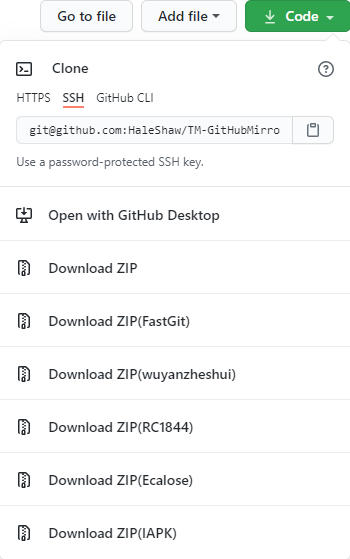 Go to file Add file Code
Clone
HTTPS SSH GitHub CLI
git@github.com:HaleShaw/TM-GitHubMirro
Use a password-protected SSH key.
Open with GitHub Desktop
Download ZIP
Download ZIP(FastGit)
Download ZIP(wuyanzheshui)
Download ZIP(RC1844)
Download ZIP(Ecalose)
Download ZIP(IAPK)